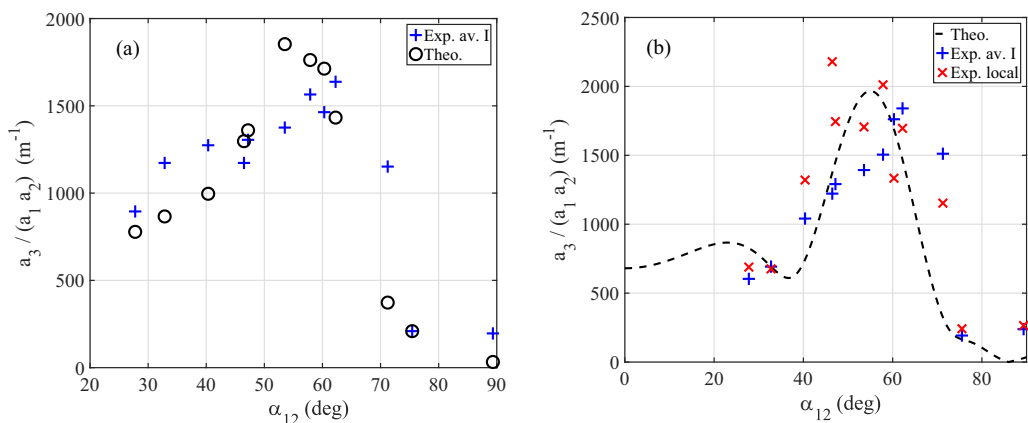 (a)
Exp. av. I
Theo.
2000
1500
1000
500
0
a3 / (a1 a2) (m-1)
20 30 40 50 60 70 80 90
α12 (deg)
(b)
Theo.
Exp. av. I
Exp. local
2500
2000
1500
1000
500
0
a3 / (a1 a2) (m-1)
0 20 40 60 80
α12 (deg)